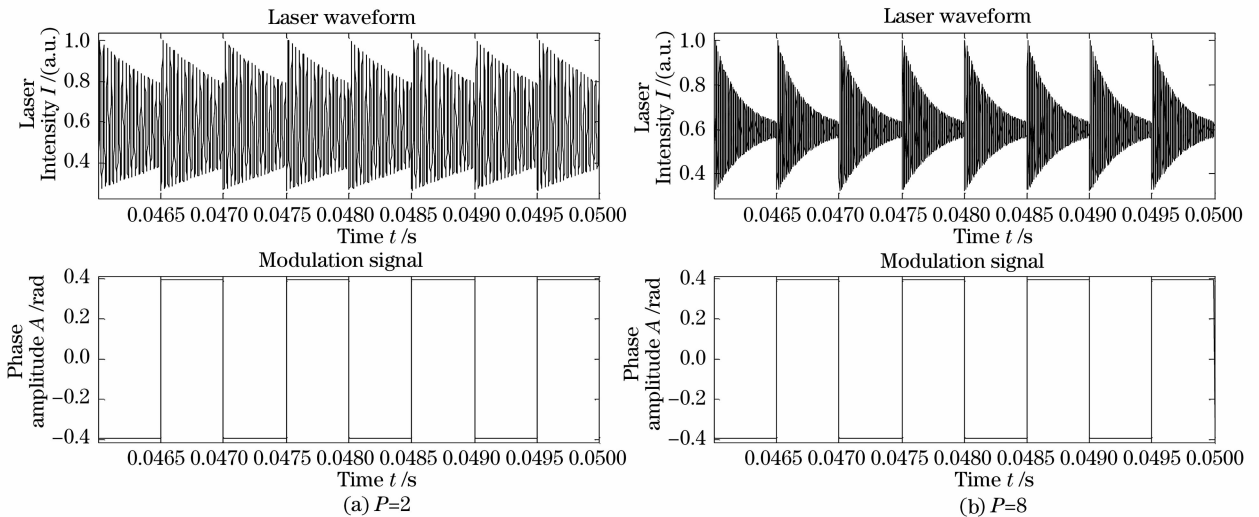 Laser waveform
Laser
Intensity I /(a.u.)
1.0
0.8
0.6
0.4
0.0465 0.0470 0.0475 0.0480 0.0485 0.0490 0.0495 0.0500
Time t /s
Modulation signal
Phase
amplitude A /rad
0.4
0.2
0.0
−0.2
−0.4
0.0465 0.0470 0.0475 0.0480 0.0485 0.0490 0.0495 0.0500
Time t /s
(a) P=2
Laser waveform
Laser
Intensity I /(a.u.)
1.0
0.8
0.6
0.4
0.0465 0.0470 0.0475 0.0480 0.0485 0.0490 0.0495 0.0500
Time t /s
Modulation signal
Phase
amplitude A /rad
0.4
0.2
0.0
−0.2
−0.4
0.0465 0.0470 0.0475 0.0480 0.0485 0.0490 0.0495 0.0500
Time t /s
(b) P=8